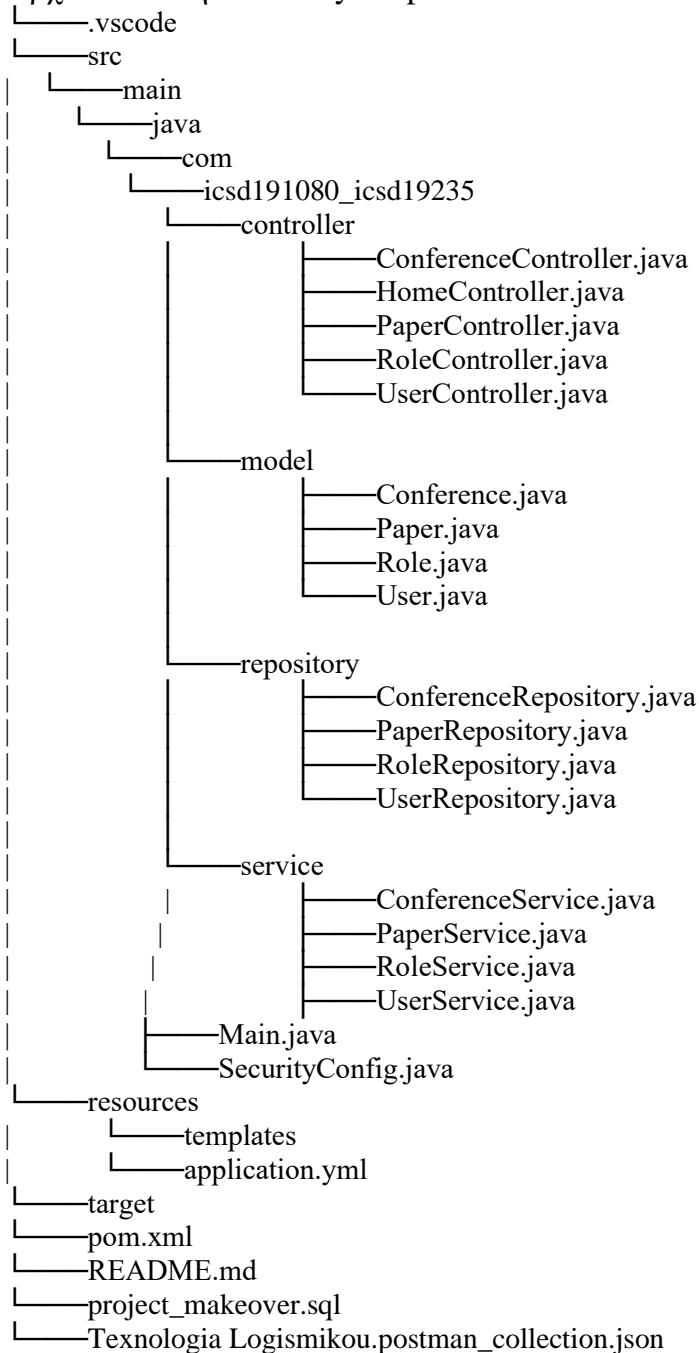 .vscode
src
main
java
com
icsd191080_icsd19235
controller
ConferenceController.java
HomeController.java
PaperController.java
RoleController.java
UserController.java
model
Conference.java
Paper.java
Role.java
User.java
repository
ConferenceRepository.java
PaperRepository.java
RoleRepository.java
UserRepository.java
service
ConferenceService.java
PaperService.java
RoleService.java
UserService.java
Main.java
SecurityConfig.java
resources
templates
application.yml
target
pom.xml
README.md
project_makeover.sql
Texnologia Logismikou.postman_collection.json